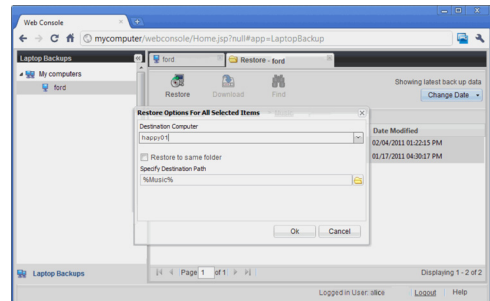 Web Console
mycomputer/webconsole/Home.jsp?null#app=LaptopBackup
Laptop Backups
My computers
ford
ford
Restore - ford
Restore
Download
Find
Showing latest back up data
Change Date
Restore Options For All Selected Items
Destination Computer
happy01
Restore to same folder
Specify Destination Path
%Music%
Ok
Cancel
Date Modified
02/04/2011 01:22:15 PM
01/17/2011 04:30:17 PM
Laptop Backups
Page 1 of 1
Displaying 1 - 2 of 2
Logged in User: slice
Logout
Help